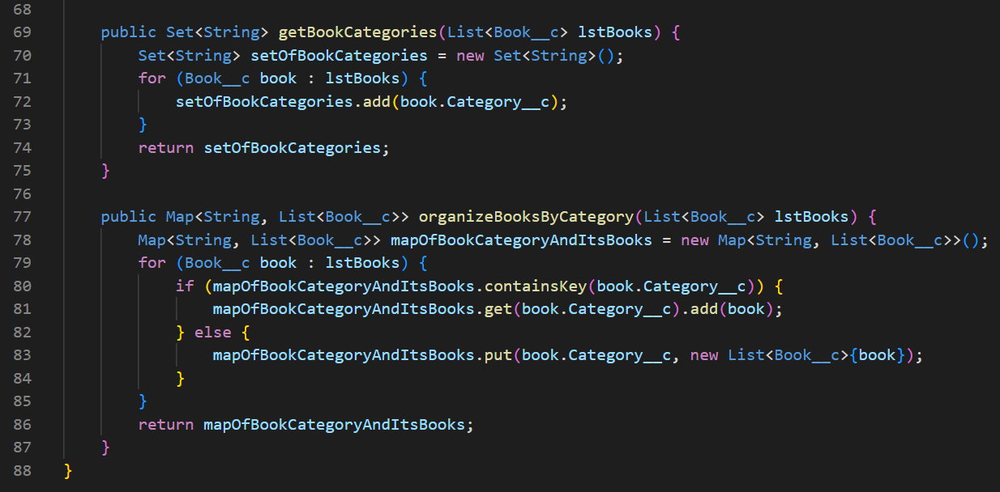 68
69 public Set<String> getBookCategories(List<Book__c> lstBooks) {
70 Set<String> setOfBookCategories = new Set<String>();
71 for (Book__c book : lstBooks) {
72 setOfBookCategories.add(book.Category__c);
73 }
74 return setOfBookCategories;
75 }
76
77 public Map<String, List<Book__c>> organizeBooksByCategory(List<Book__c> lstBooks) {
78 Map<String, List<Book__c>> mapOfBookCategoryAndItsBooks = new Map<String, List<Book__c>>();
79 for (Book__c book : lstBooks) {
80 if (mapOfBookCategoryAndItsBooks.containsKey(book.Category__c)) {
81 mapOfBookCategoryAndItsBooks.get(book.Category__c).add(book);
82 } else {
83 mapOfBookCategoryAndItsBooks.put(book.Category__c, new List<Book__c>{book});
84 }
85 }
86 return mapOfBookCategoryAndItsBooks;
87 }
88 }